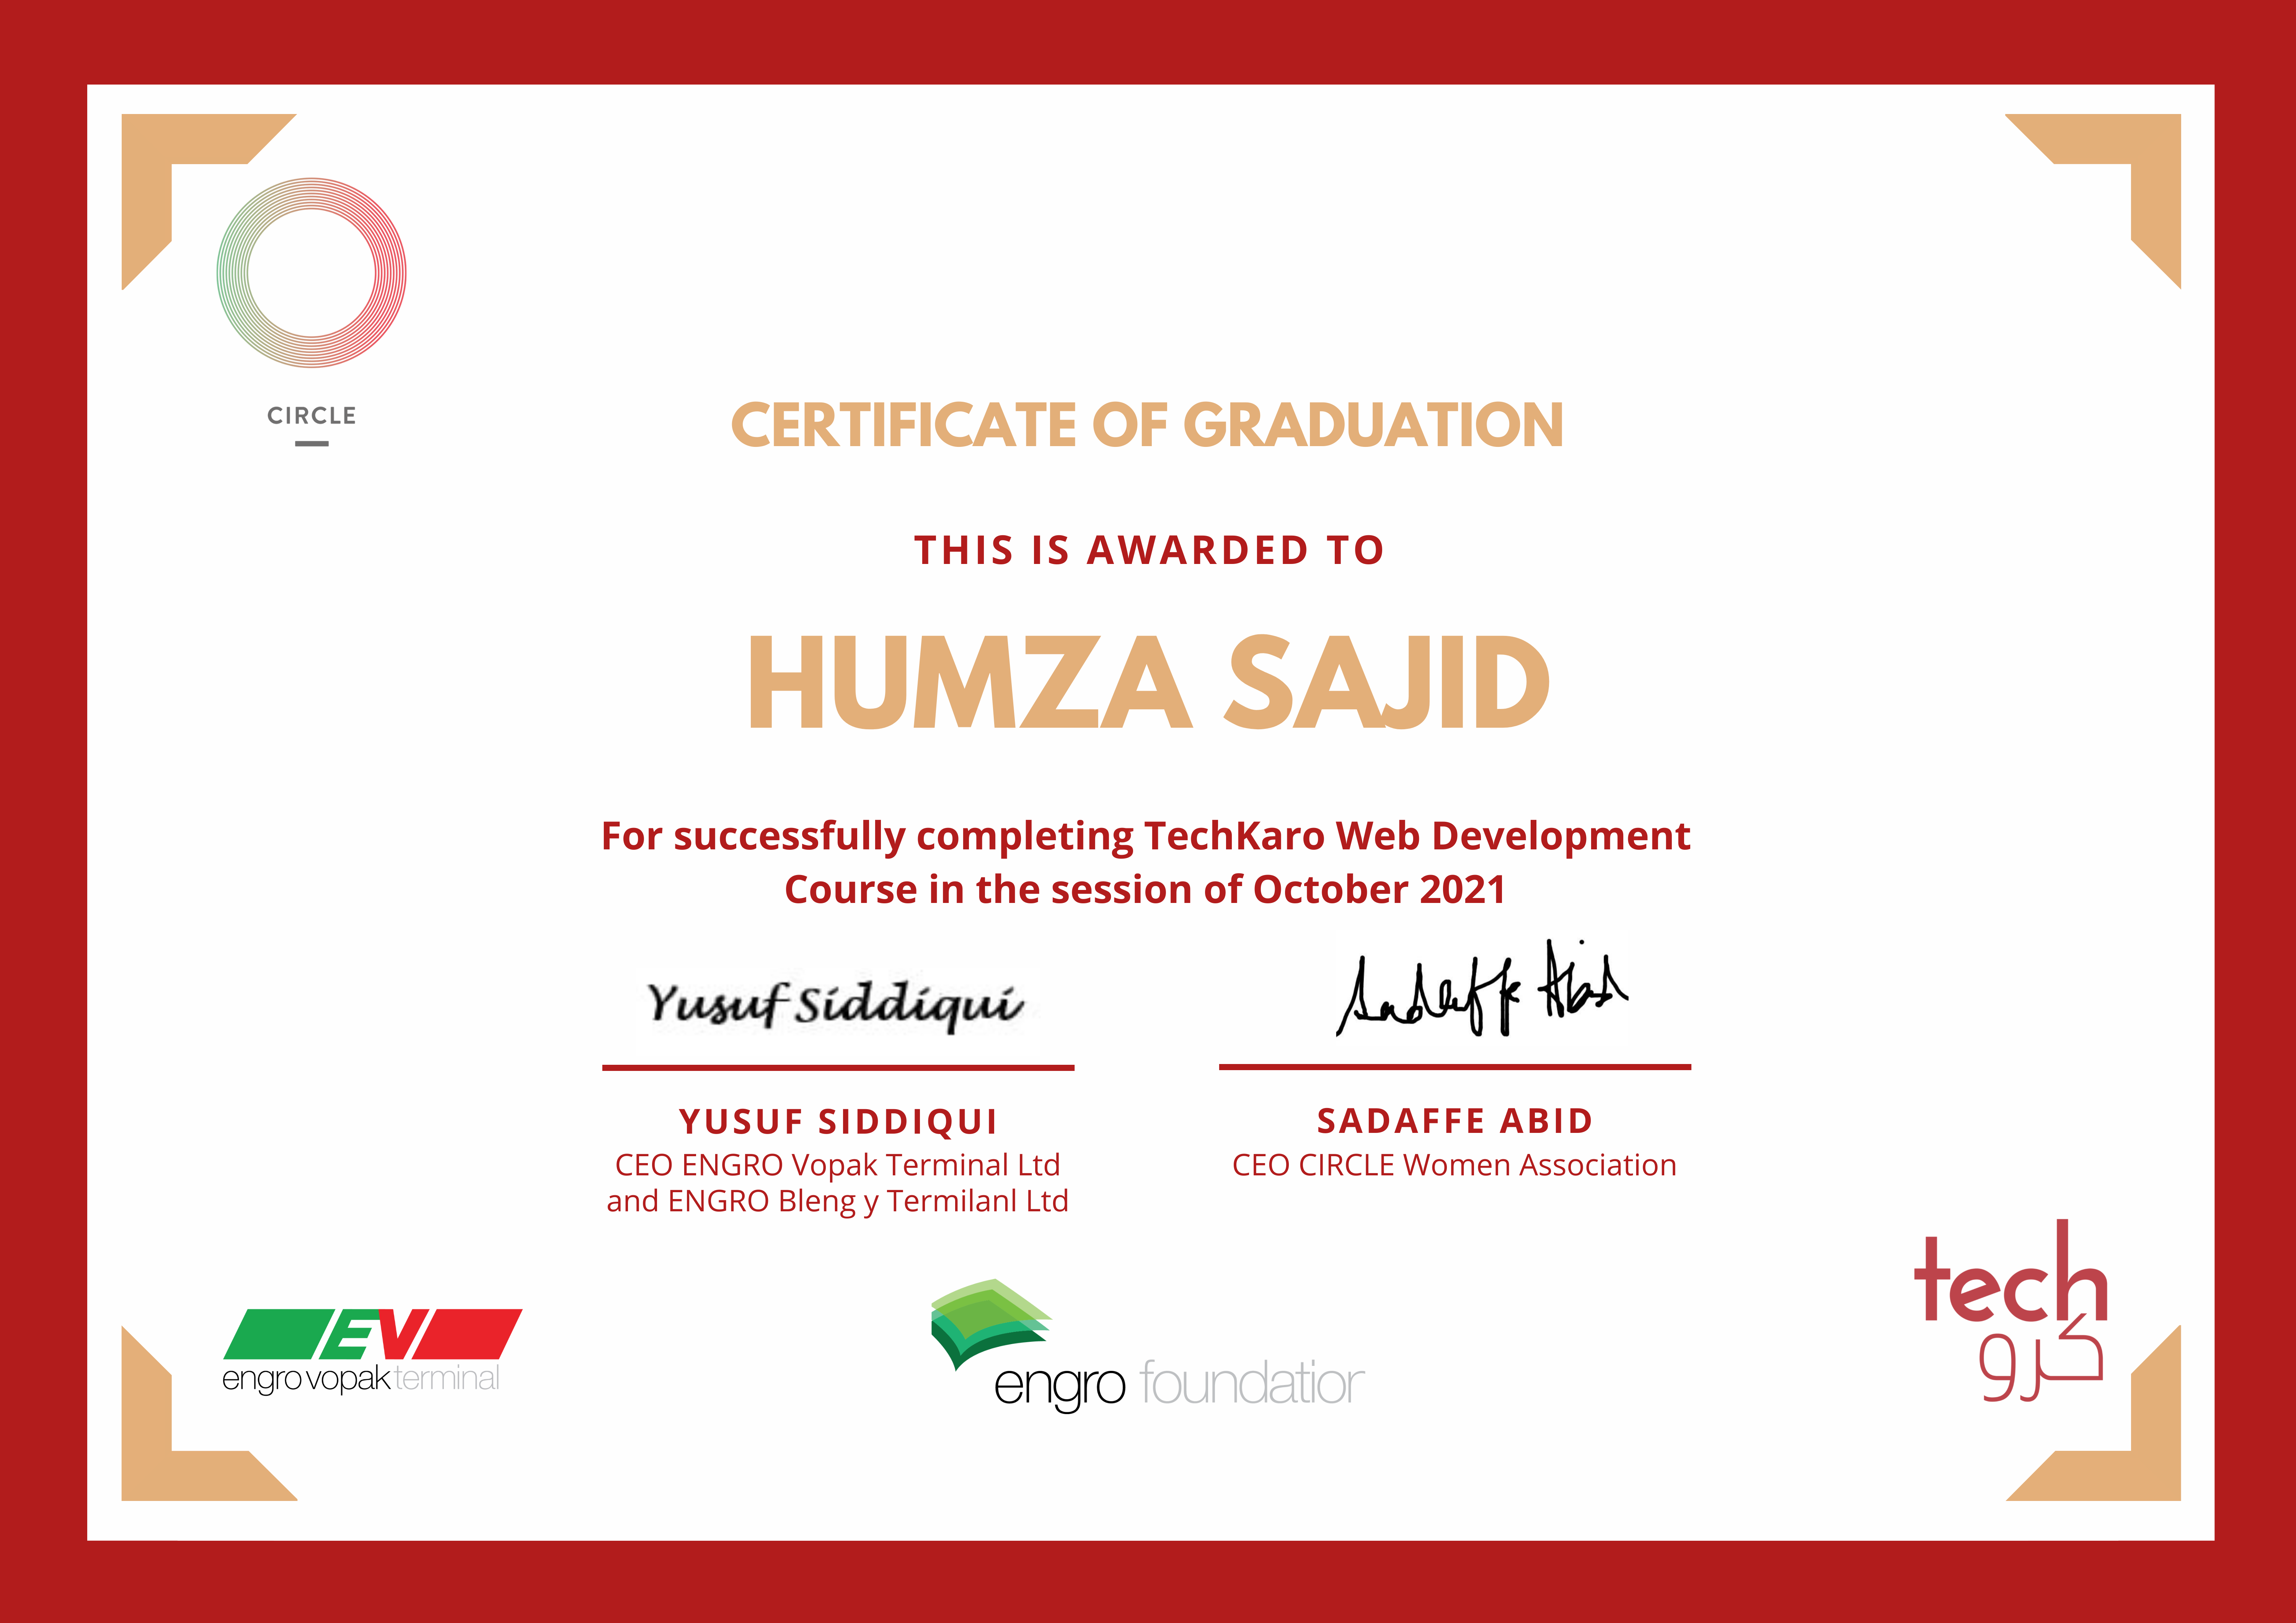 CIRCLE
CERTIFICATE OF GRADUATION
THIS IS AWARDED TO
HUMZA SAJID
For successfully completing TechKaro Web Development
Course in the session of October 2021
Yusuf Siddiqui
Sadaffe Abid
YUSUF SIDDIQUI
CEO ENGRO Vopak Terminal Ltd
and ENGRO Bleng y Termilanl Ltd
SADAFFE ABID
CEO CIRCLE Women Association
EV
engro vopak terminal
engro foundation
tech
کرو